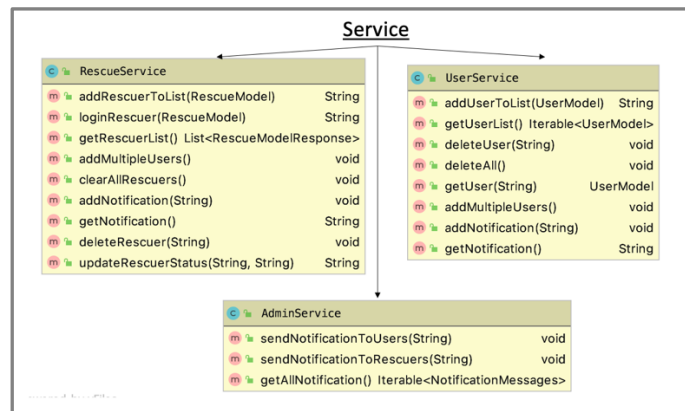 Service
RescueService
addRescuerToList(RescueModel) String
loginRescuer(RescueModel) String
getRescuerList() List<RescueModelResponse>
addMultipleUsers() void
clearAllRescuers() void
addNotification(String) void
getNotification() String
deleteRescuer(String) void
updateRescuerStatus(String, String) String
UserService
addUserToList(UserModel) String
getUserList() Iterable<UserModel>
deleteUser(String) void
deleteAll() void
getUser(String) UserModel
addMultipleUsers() void
addNotification(String) void
getNotification() String
AdminService
sendNotificationToUsers(String) void
sendNotificationToRescuers(String) void
getAllNotification() Iterable<NotificationMessages>